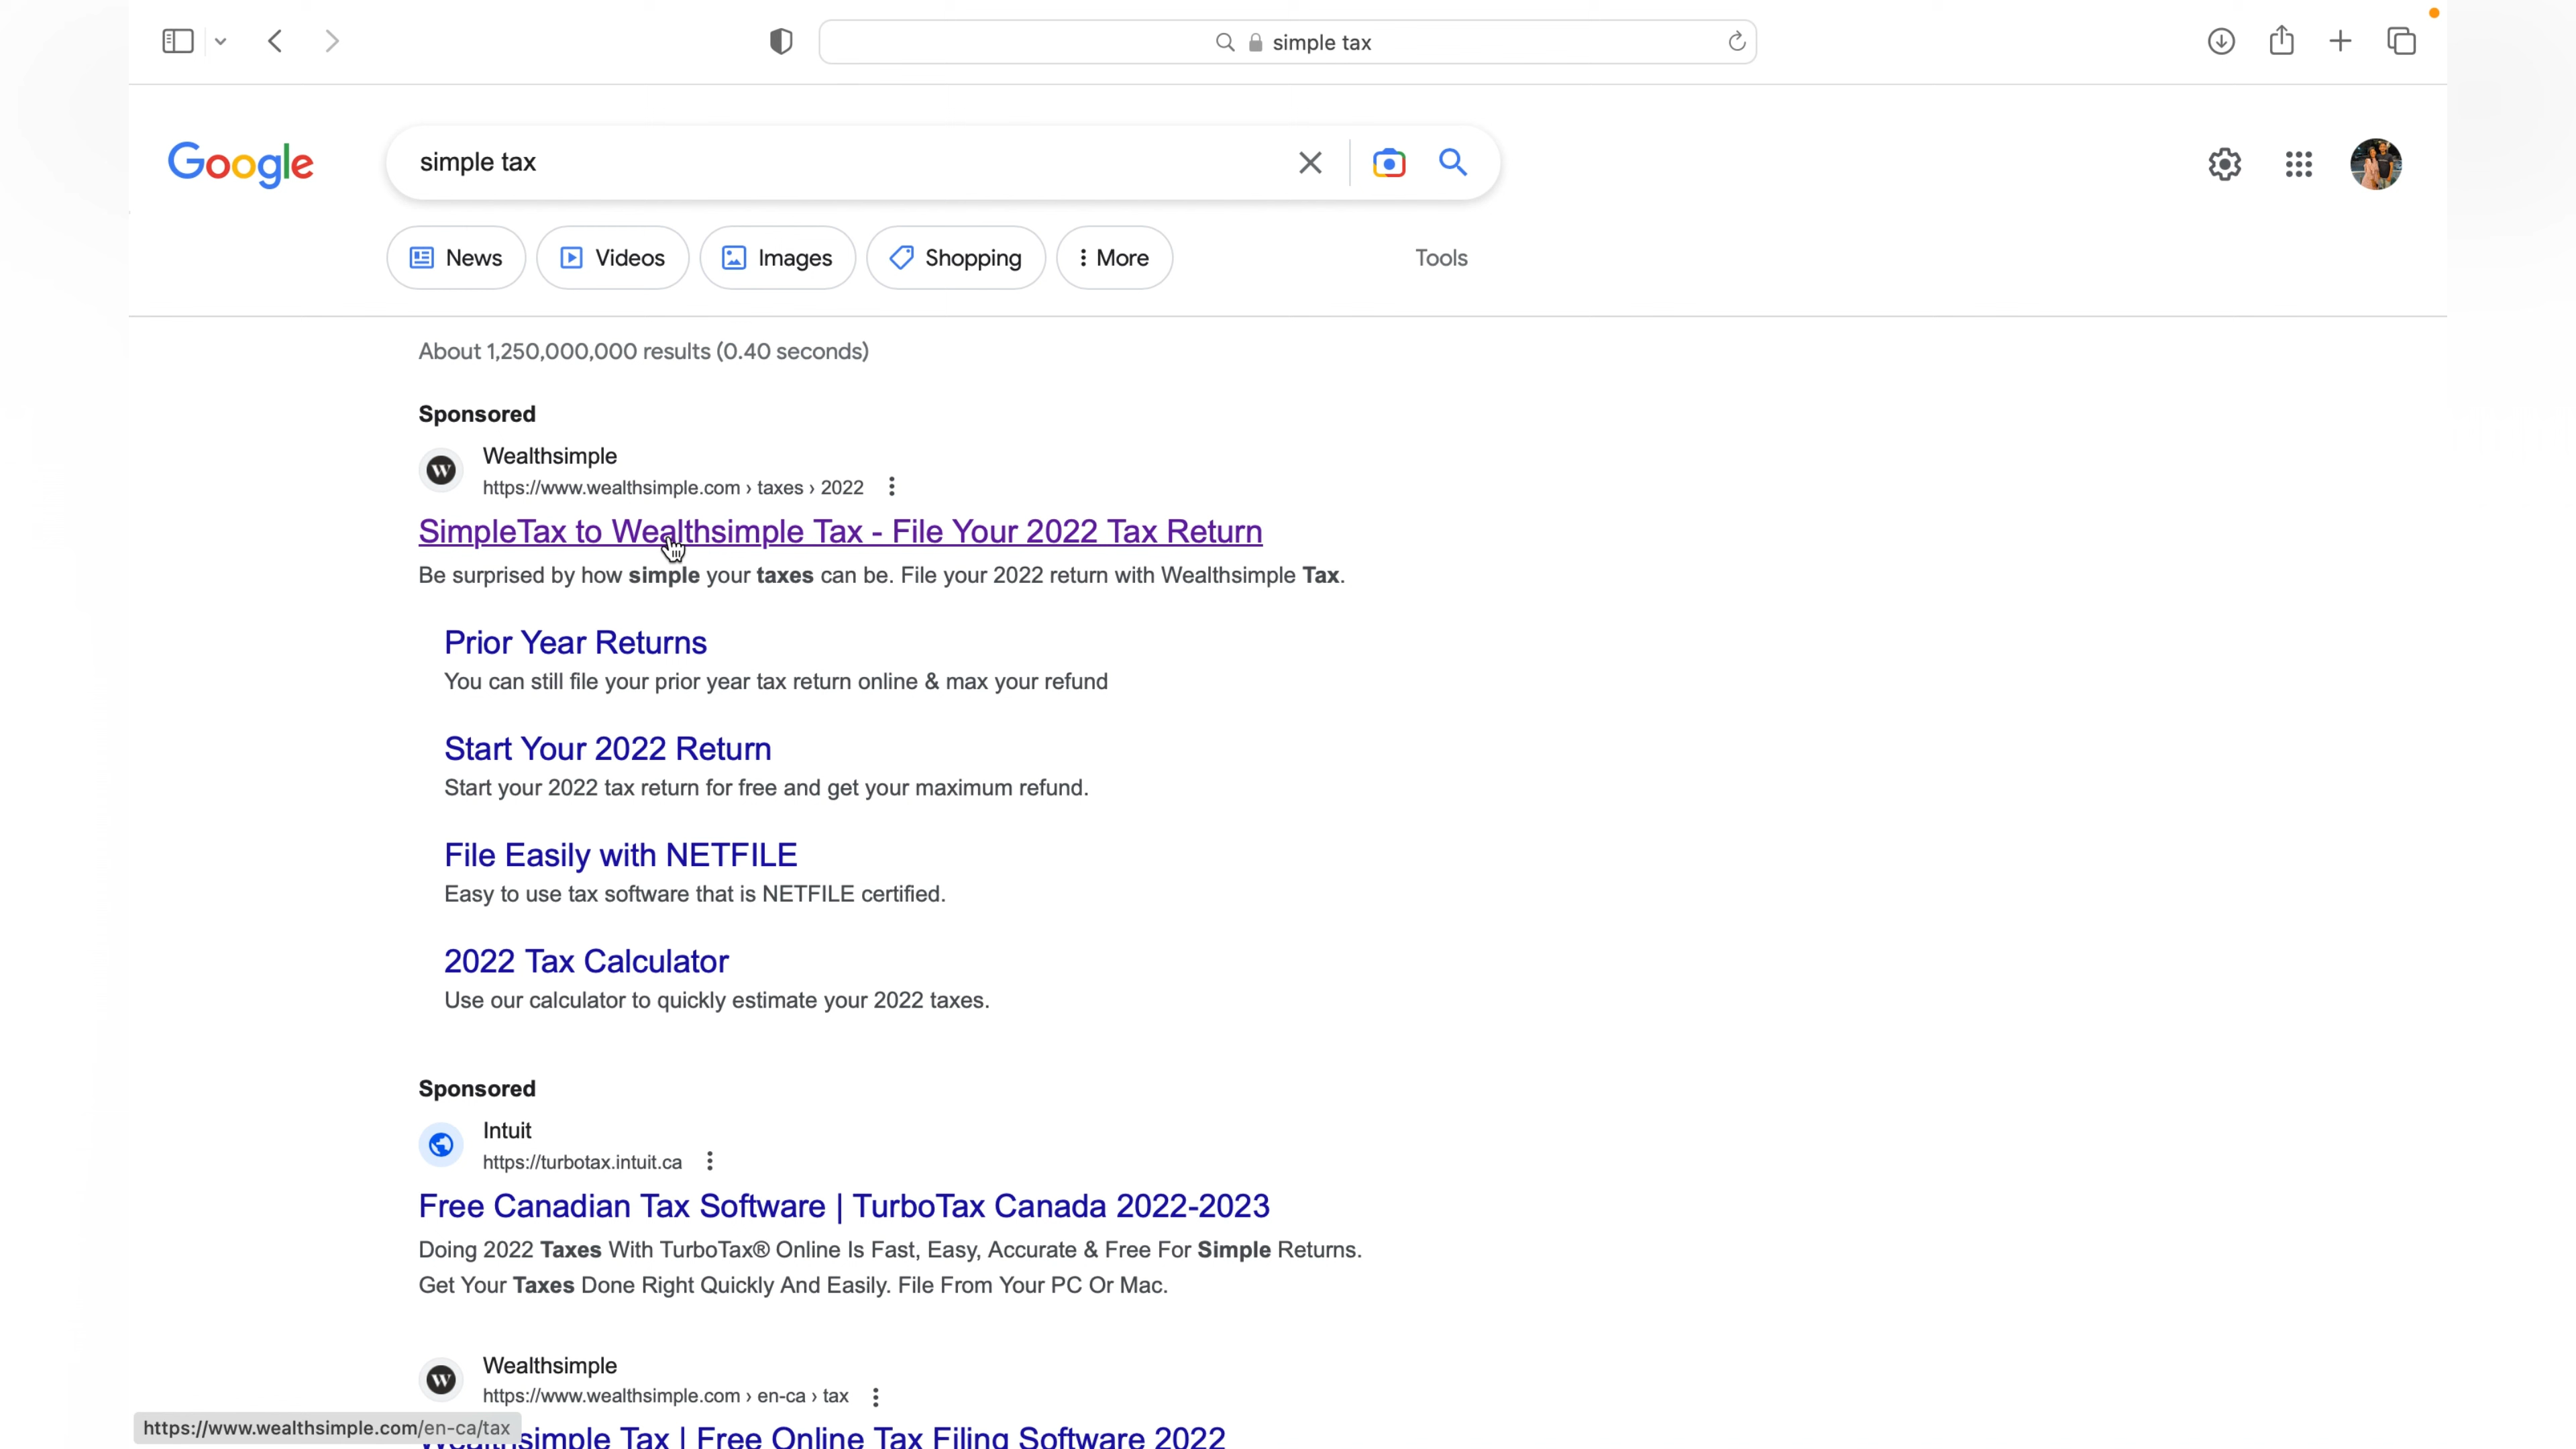 simple tax
Google
simple tax
News
Videos
Images
Shopping
More
Tools
About 1,250,000,000 results (0.40 seconds)
Sponsored
W
Wealthsimple
https://www.wealthsimple.com › taxes › 2022
SimpleTax to Wealthsimple Tax - File Your 2022 Tax Return
Be surprised by how simple your taxes can be. File your 2022 return with Wealthsimple Tax.
Prior Year Returns
You can still file your prior year tax return online & max your refund
Start Your 2022 Return
Start your 2022 tax return for free and get your maximum refund.
File Easily with NETFILE
Easy to use tax software that is NETFILE certified.
2022 Tax Calculator
Use our calculator to quickly estimate your 2022 taxes.
Sponsored
Intuit
https://turbotax.intuit.ca
Free Canadian Tax Software | TurboTax Canada 2022-2023
Doing 2022 Taxes With TurboTax® Online Is Fast, Easy, Accurate & Free For Simple Returns.
Get Your Taxes Done Right Quickly And Easily. File From Your PC Or Mac.
W
Wealthsimple
https://www.wealthsimple.com › en-ca › tax
https://www.wealthsimple.com/en-ca/tax
Wealthsimple Tax | Free Online Tax Filing Software 2022